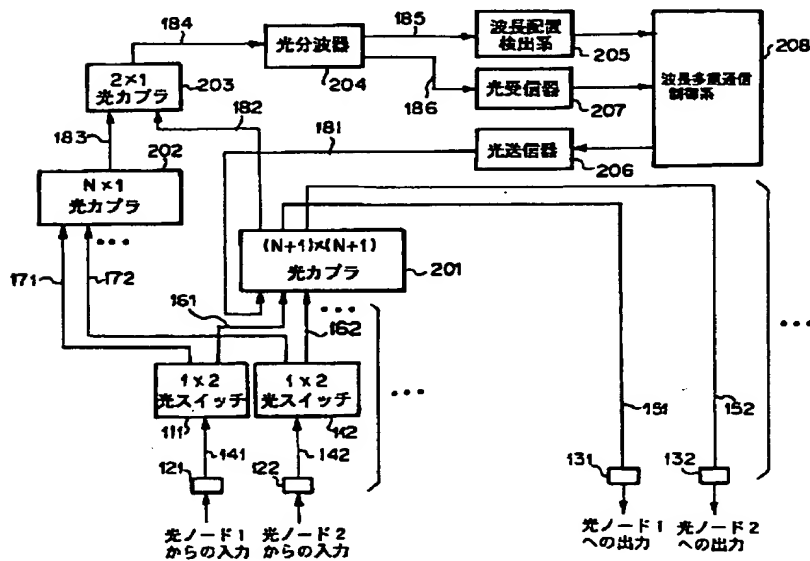 184
光分波器
204
185
波長配置
検出系
205
208
2×1
光カプラ
203
186
光受信器
207
波長多重通信
制御系
182
181
183
202
光送信器
206
N×1
光カプラ
(N+1)×(N+1)
光カプラ
201
171
172
161
162
1×2
光スイッチ
111
1×2
光スイッチ
112
151
152
141
142
121
122
131
132
光ノード1
からの入力
光ノード2
からの入力
光ノード1
への出力
光ノード2
への出力